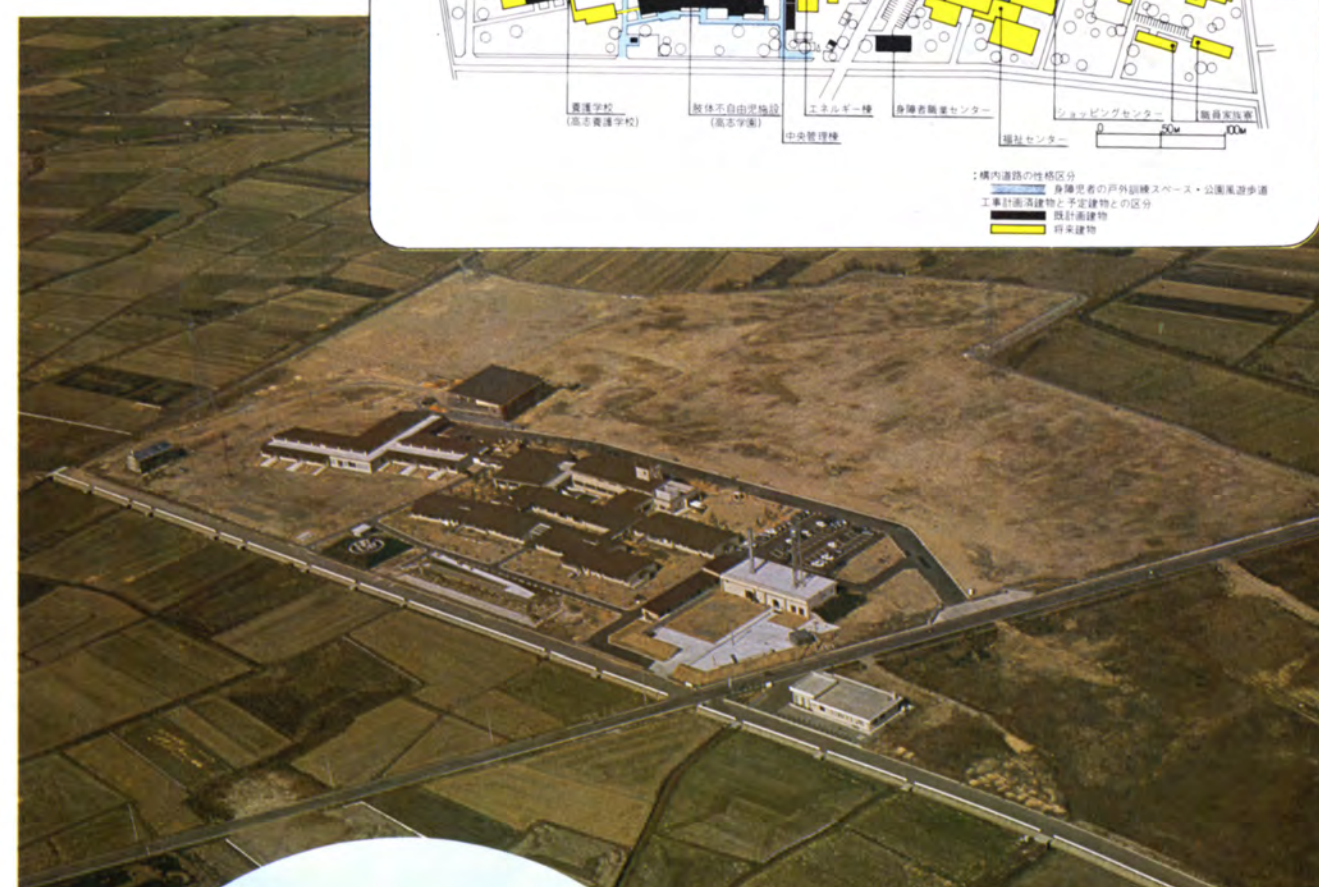 養護学校
(高志養護学校)
肢体不自由児施設
(高志学園)
中央管理棟
エネルギー棟
身障者職業センター
福祉センター
ショッピングセンター
職員家族寮
0 50M 100M
:構内道路の性格区分
身障児者の戸外訓練スペース・公園風遊歩道
工事計画済建物と予定建物との区分
既計画建物
将来建物